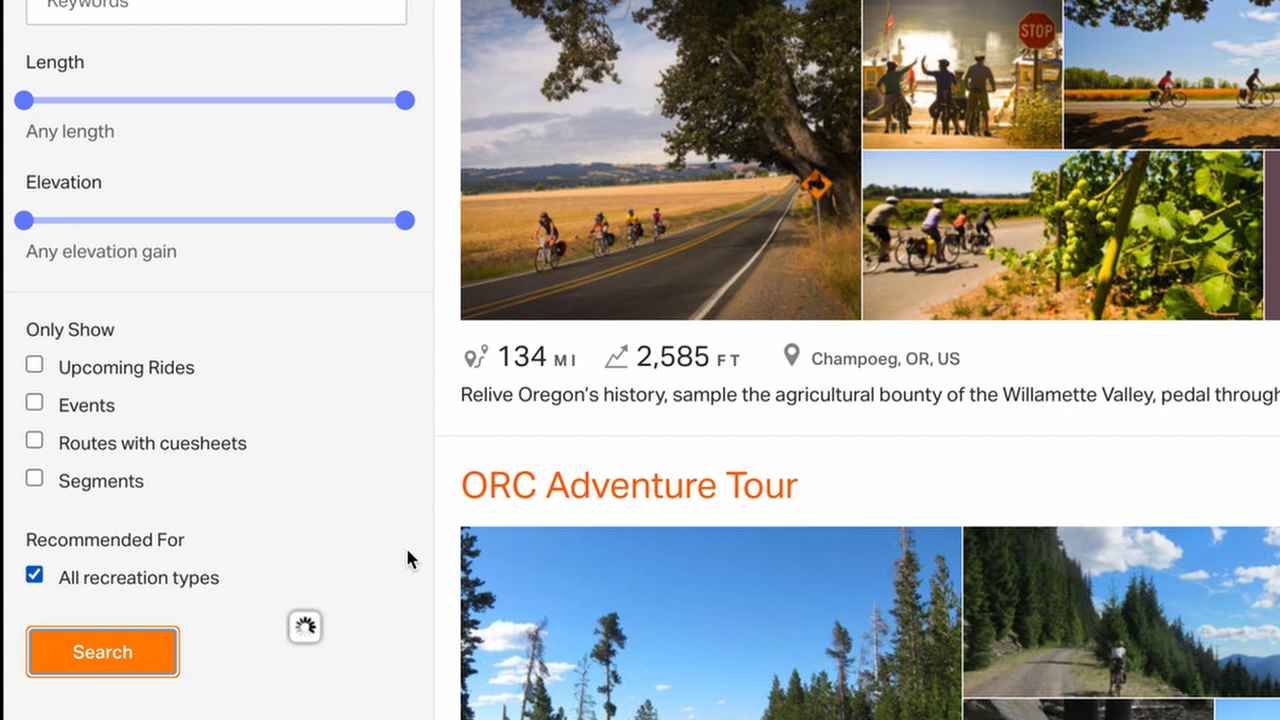 Keywords
Length
Any length
Elevation
Any elevation gain
Only Show
Upcoming Rides
Events
Routes with cuesheets
Segments
Recommended For
All recreation types
Search
STOP
134 MI 2,585 FT Champoeg, OR, US
Relive Oregon’s history, sample the agricultural bounty of the Willamette Valley, pedal through
ORC Adventure Tour